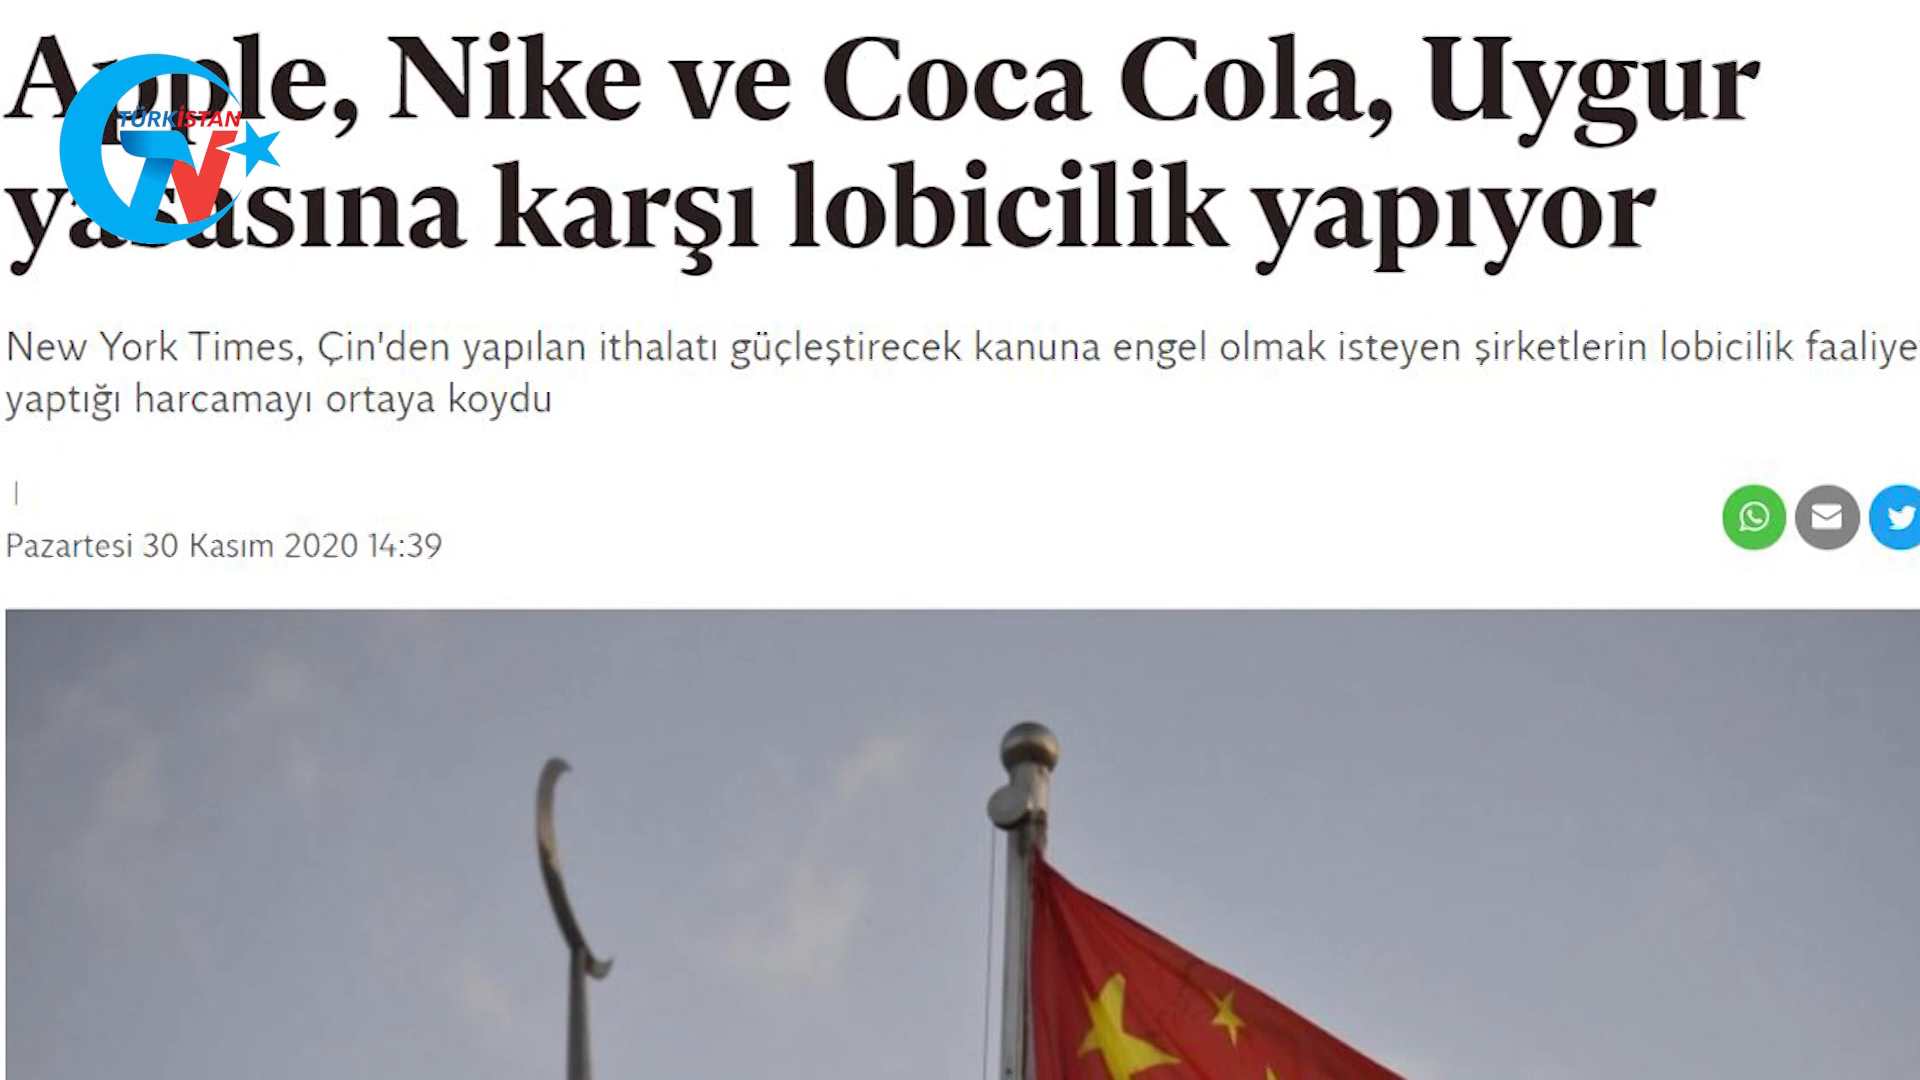 Apple, Nike ve Coca Cola, Uygur
TÜRKİSTAN
TV
yasasına karşı lobicilik yapıyor
New York Times, Çin'den yapılan ithalatı güçleştirecek kanuna engel olmak isteyen şirketlerin lobicilik
yaptığı harcamayı ortaya koydu
Pazartesi 30 Kasım 2020 14:39